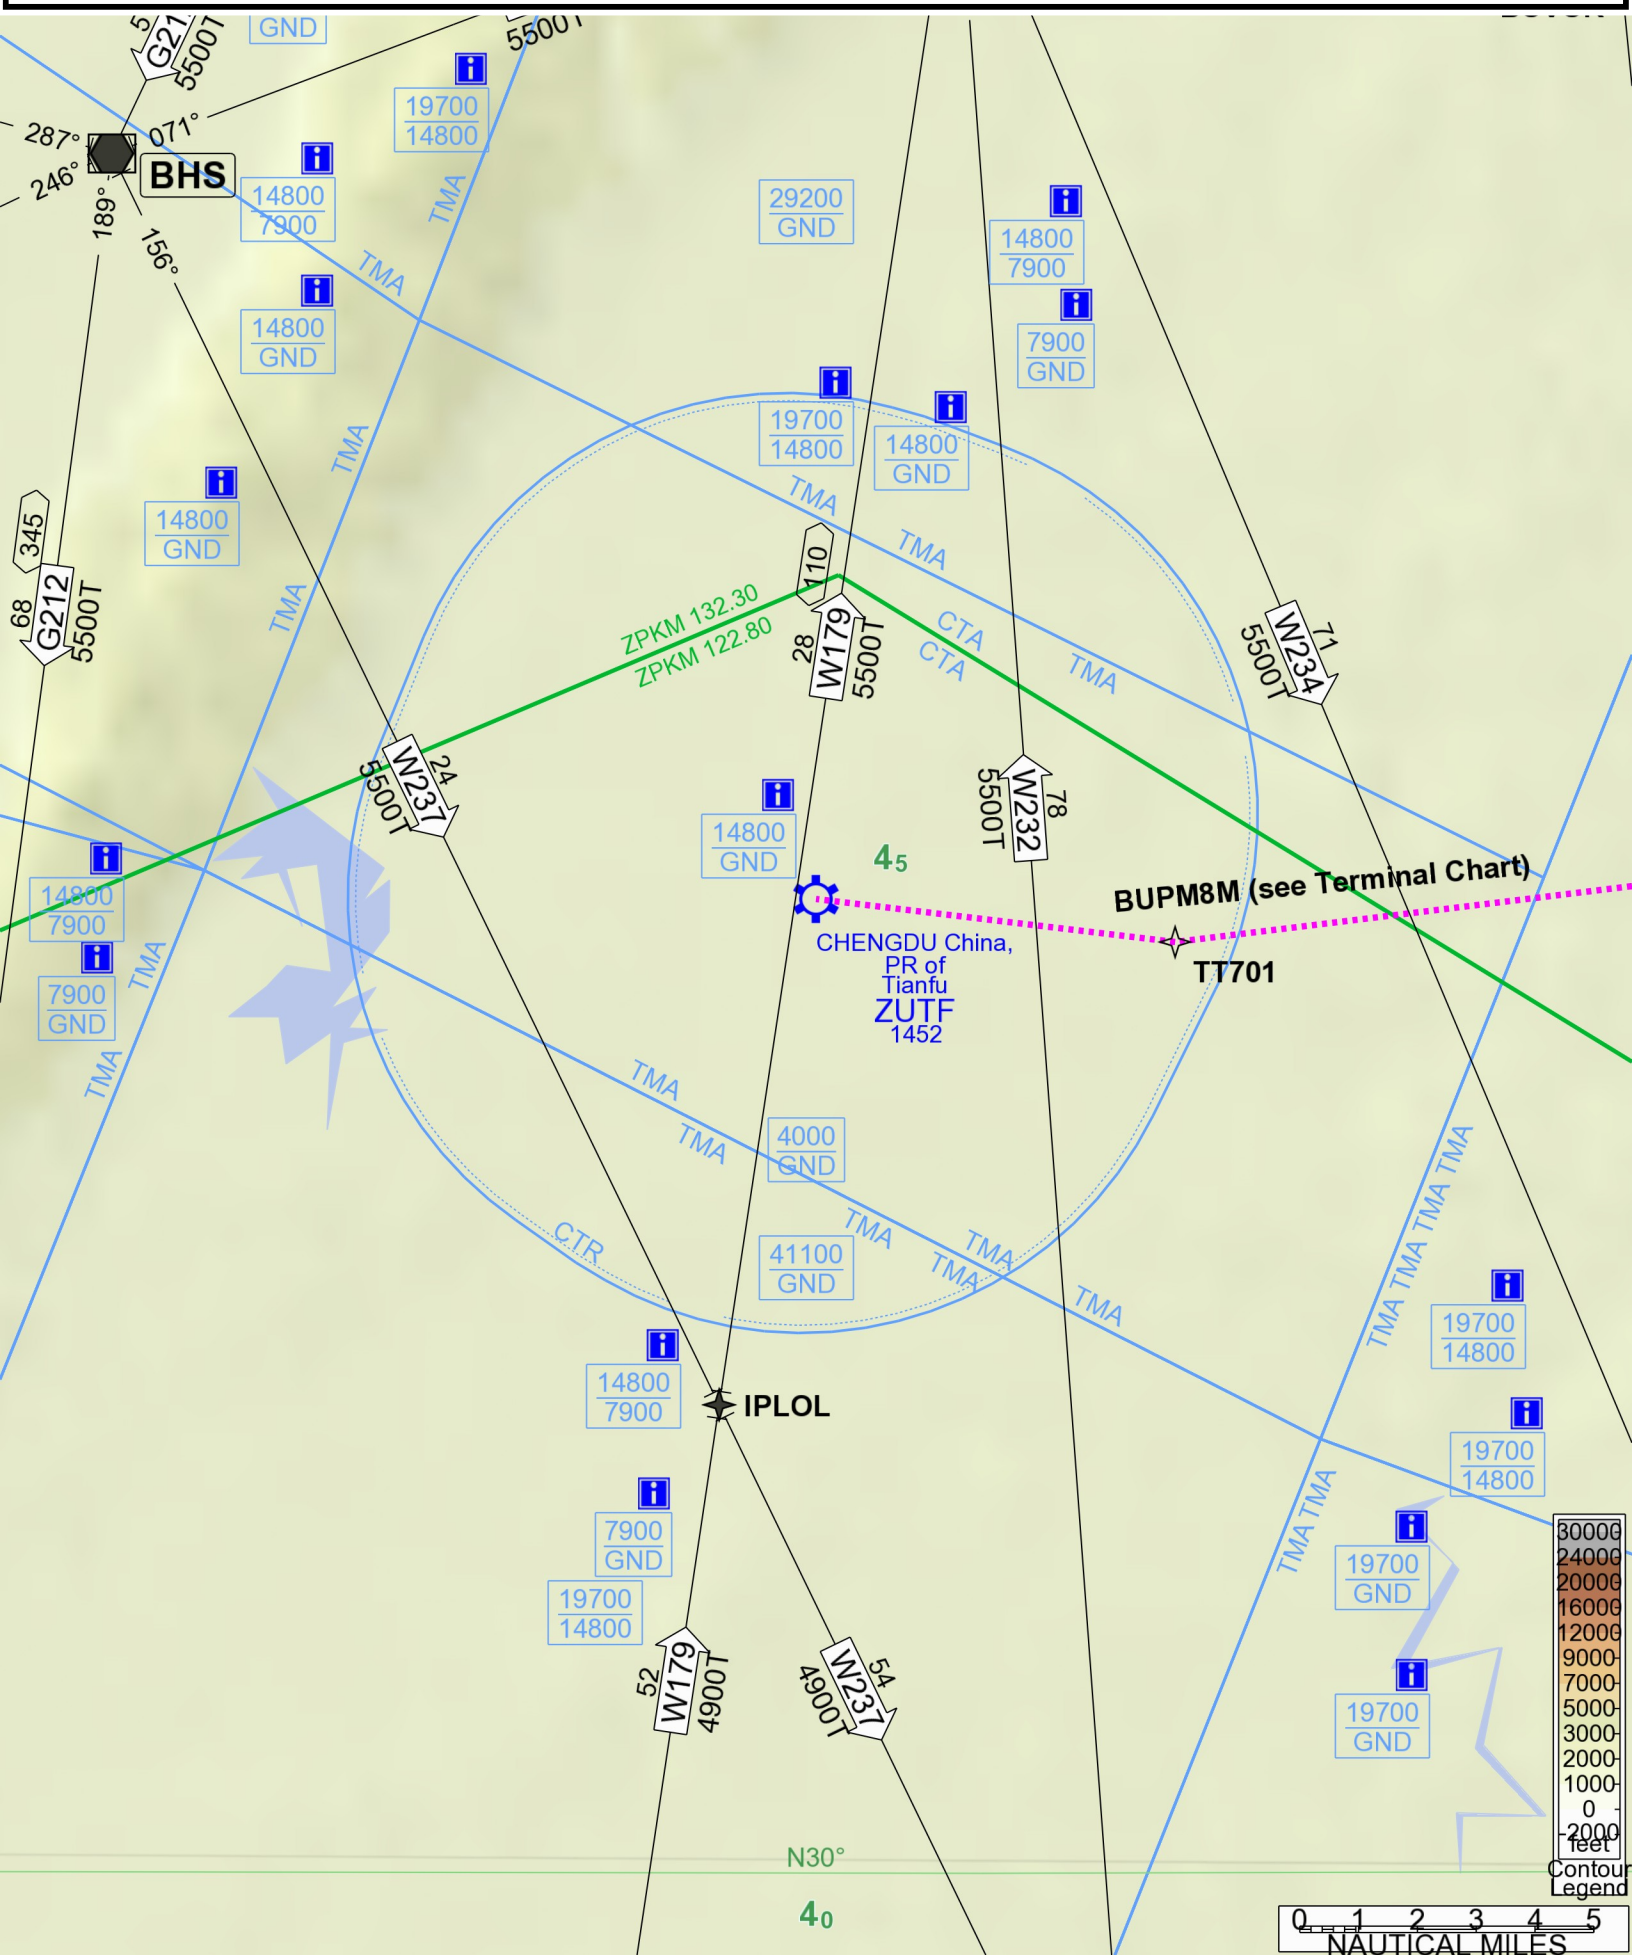 5
G21
5500T
GND
5500T
19700
14800
287°
071°
BHS
246°
189°
156°
14800
7900
TMA
29200
GND
14800
7900
TMA
14800
GND
7900
GND
19700
14800
14800
GND
TMA
TMA
TMA
345
14800
GND
110
68
G212
5500T
TMA
ZPKM 132.30
ZPKM 122.80
28
W179
5500T
CTA
CTA
TMA
71
W234
5500T
24
W237
5500T
78
W232
5500T
14800
GND
45
14800
7900
BUPM8M (see Terminal Chart)
TT701
CHENGDU China,
PR of
Tianfu
ZUTF
1452
TMA
7900
GND
TMA
TMA
TMA
4000
GND
TMA
TMA
TMA
CTR
41100
GND
TMA
TMA TMA TMA
19700
14800
14800
7900
IPLOL
19700
14800
7900
GND
TMA TMA
19700
GND
19700
14800
52
W179
4900T
54
W237
4900T
19700
GND
30000
24000
20000
16000
12000
9000
7000
5000
3000
2000
1000
0
-2000
feet
Contour
Legend
N30°
40
0 1 2 3 4 5
NAUTICAL MILES